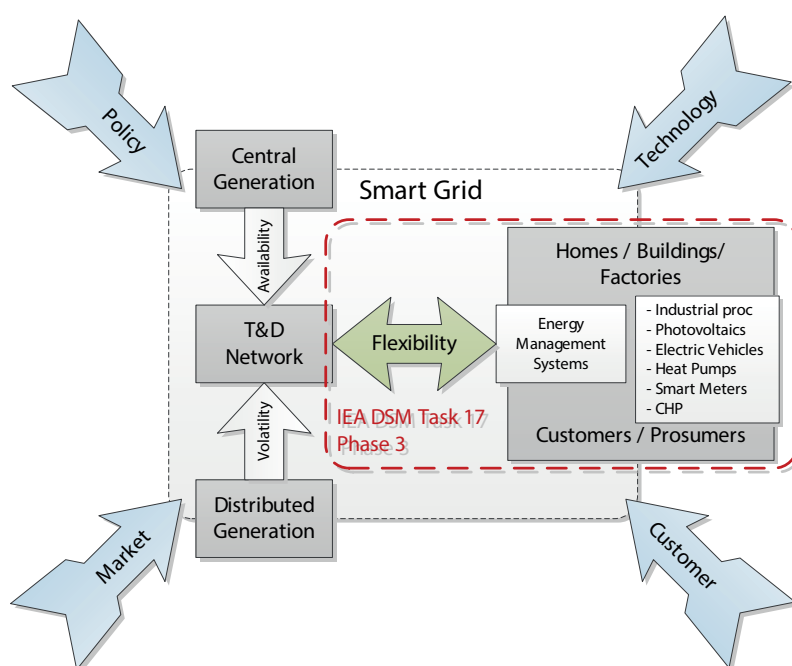 Policy
Technology
Central
Generation
Smart Grid
Availability
Homes / Buildings/
Factories
T&D
Network
Flexibility
Energy
Management
Systems
- Industrial proc
- Photovoltaics
- Electric Vehicles
- Heat Pumps
- Smart Meters
- CHP
IEA DSM Task 17
Phase 3
Customers / Prosumers
Volatility
Distributed
Generation
Market
Customer